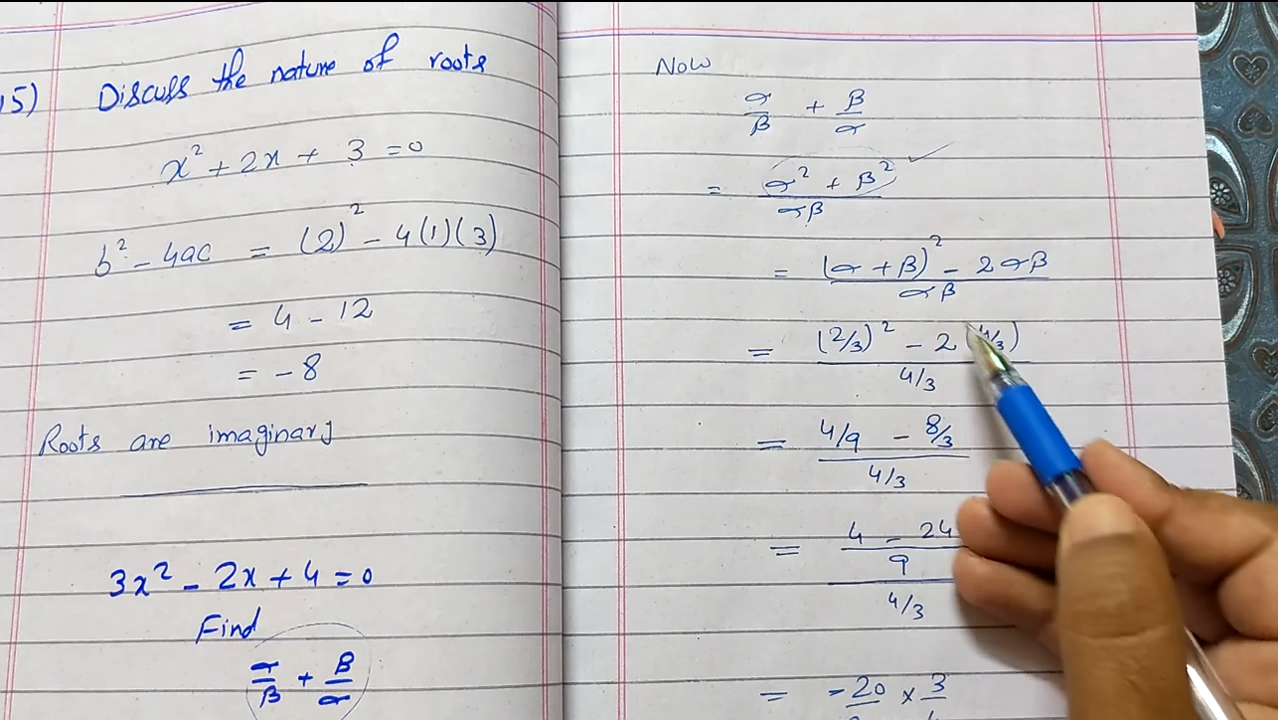 15) Discuss the nature of roots
x² + 2x + 3 = 0
b² - 4ac = (2)² - 4(1)(3)
= 4 - 12
= -8
Roots are imaginary
3x² - 2x + 4 = 0
Find
α/β + β/α
Now
α/β + β/α
= (α² + β²)/αβ ✓
= ((α + β)² - 2αβ)/αβ
= ((2/3)² - 2(4/3))/(4/3)
= (4/9 - 8/3)/(4/3)
= ((4 - 24)/9)/(4/3)
= -20 × 3